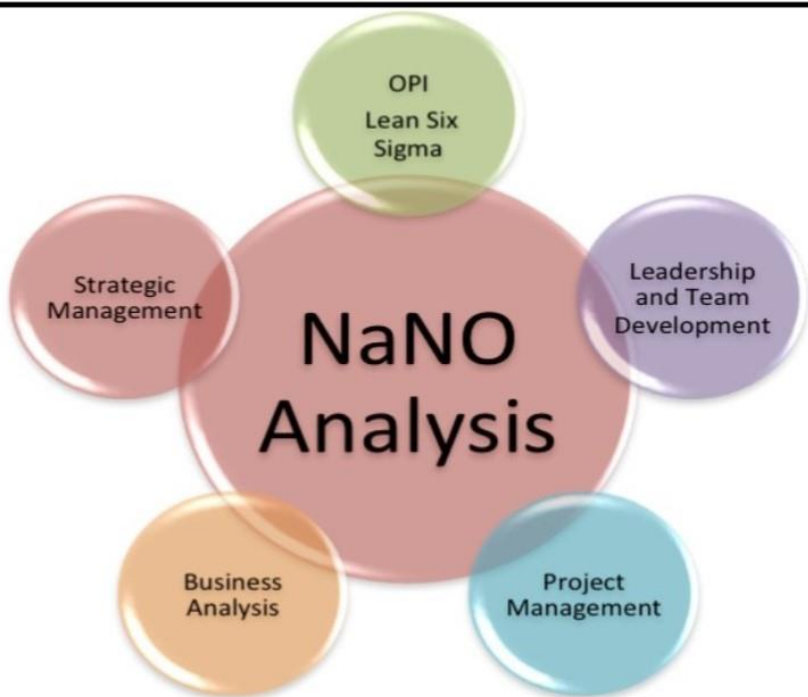 OPI
Lean Six
Sigma
Strategic
Management
Leadership
and Team
Development
NaNO
Analysis
Business
Analysis
Project
Management